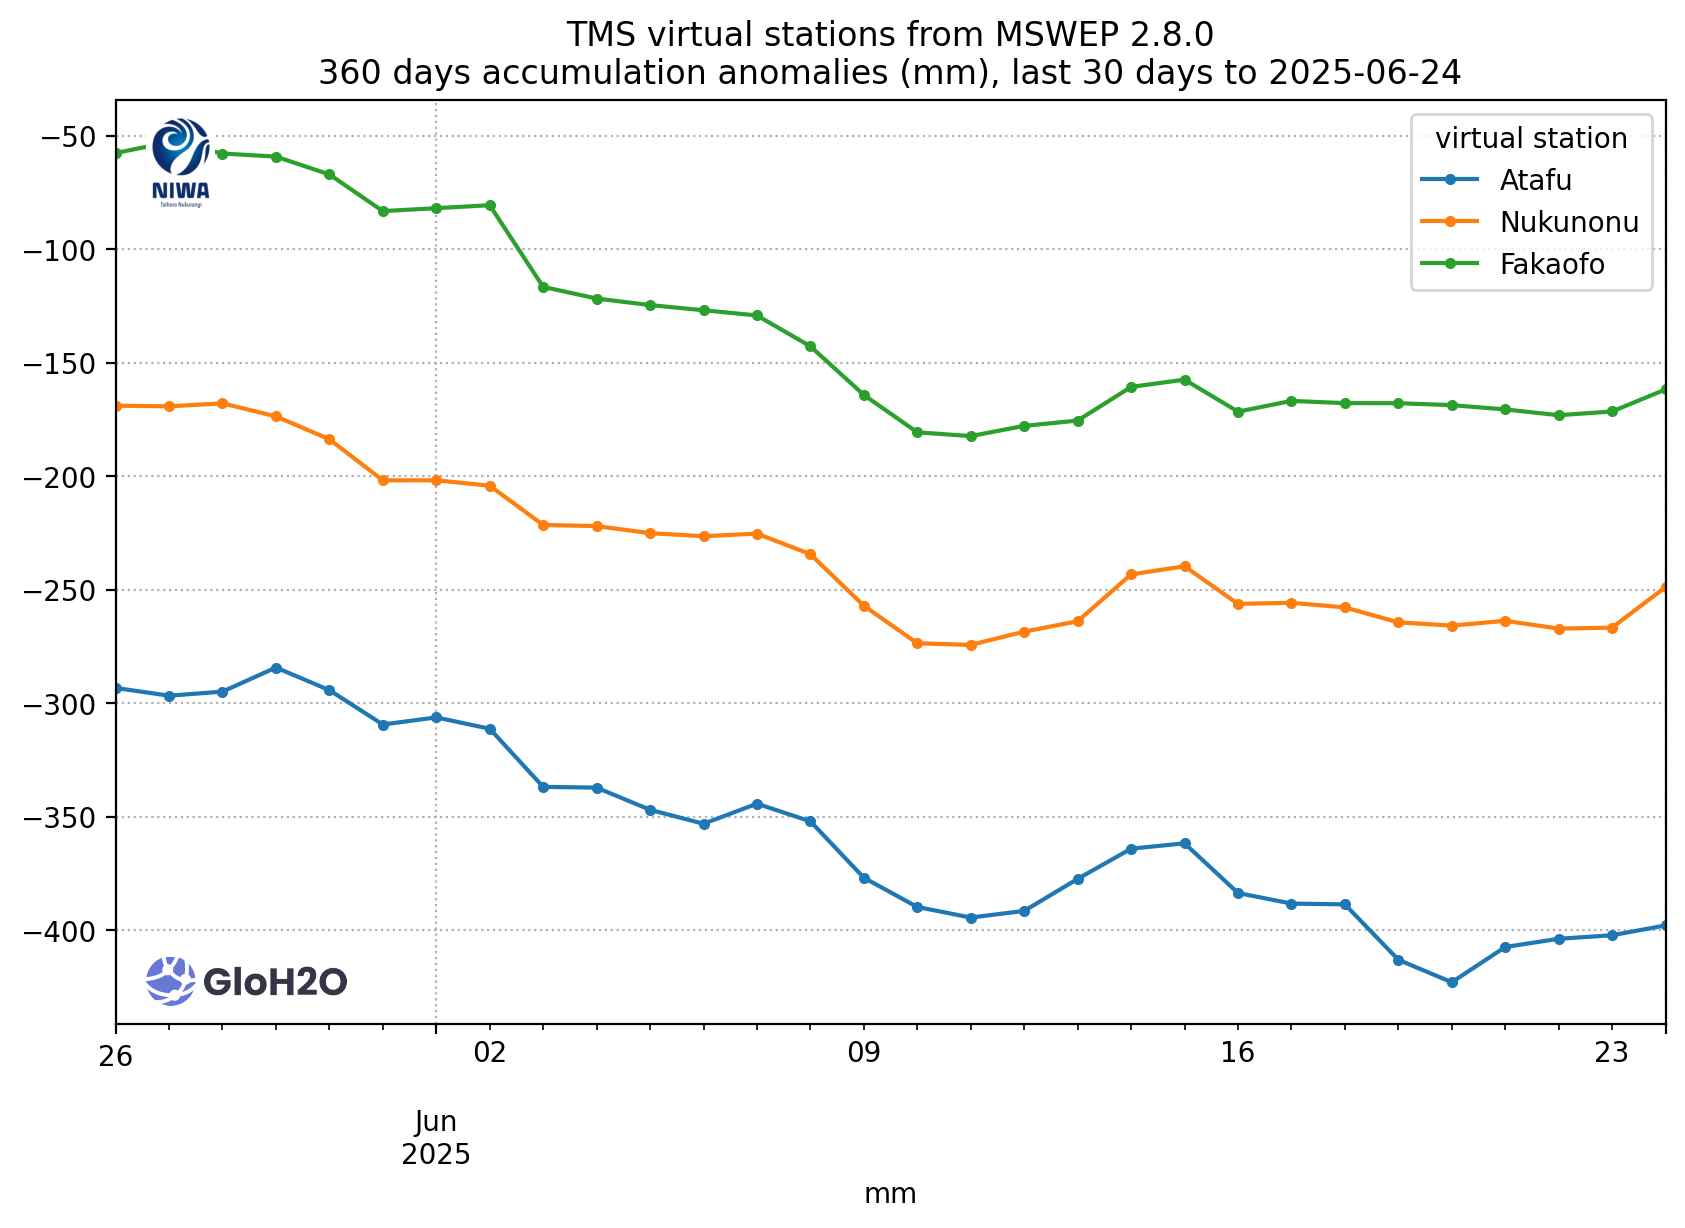 TMS virtual stations from MSWEP 2.8.0
360 days accumulation anomalies (mm), last 30 days to 2025-06-24
NIWA
Taihoro Nukurangi
virtual station
Atafu
Nukunonu
Fakaofo
−50
−100
−150
−200
−250
−300
−350
−400
GloH2O
26
02
09
16
23
Jun
2025
mm